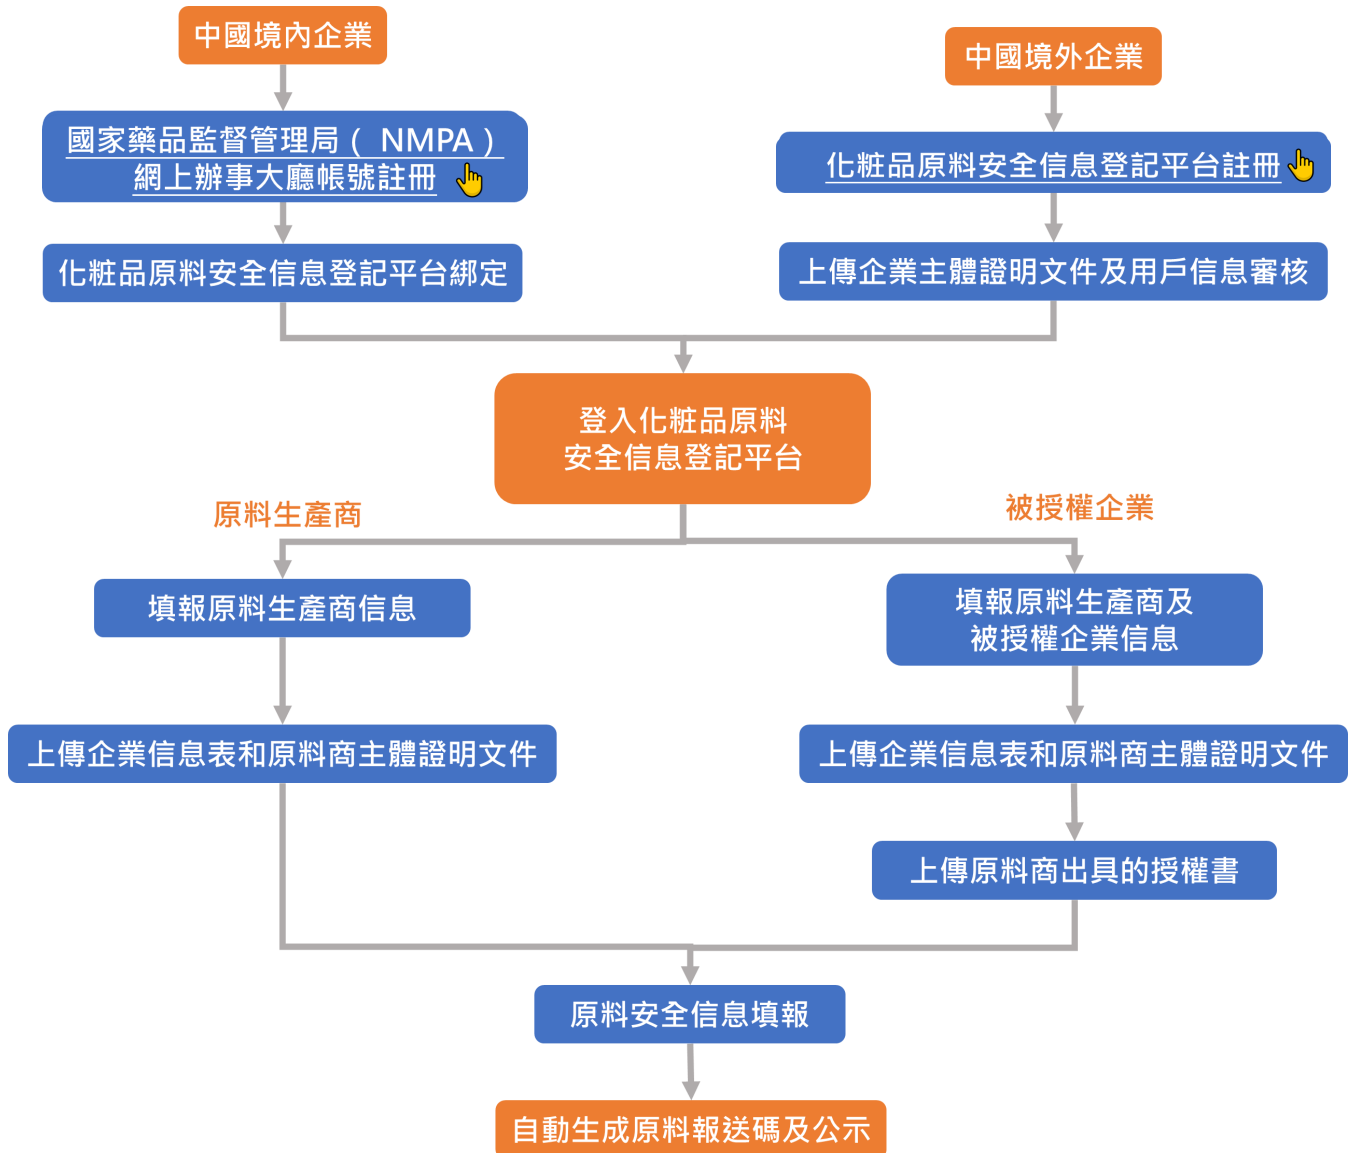 中國境內企業
中國境外企業
國家藥品監督管理局( NMPA )
網上辦事大廳帳號註冊
化粧品原料安全信息登記平台註冊
化粧品原料安全信息登記平台綁定
上傳企業主體證明文件及用戶信息審核
登入化粧品原料
安全信息登記平台
原料生產商
被授權企業
填報原料生產商信息
填報原料生產商及
被授權企業信息
上傳企業信息表和原料商主體證明文件
上傳企業信息表和原料商主體證明文件
上傳原料商出具的授權書
原料安全信息填報
自動生成原料報送碼及公示